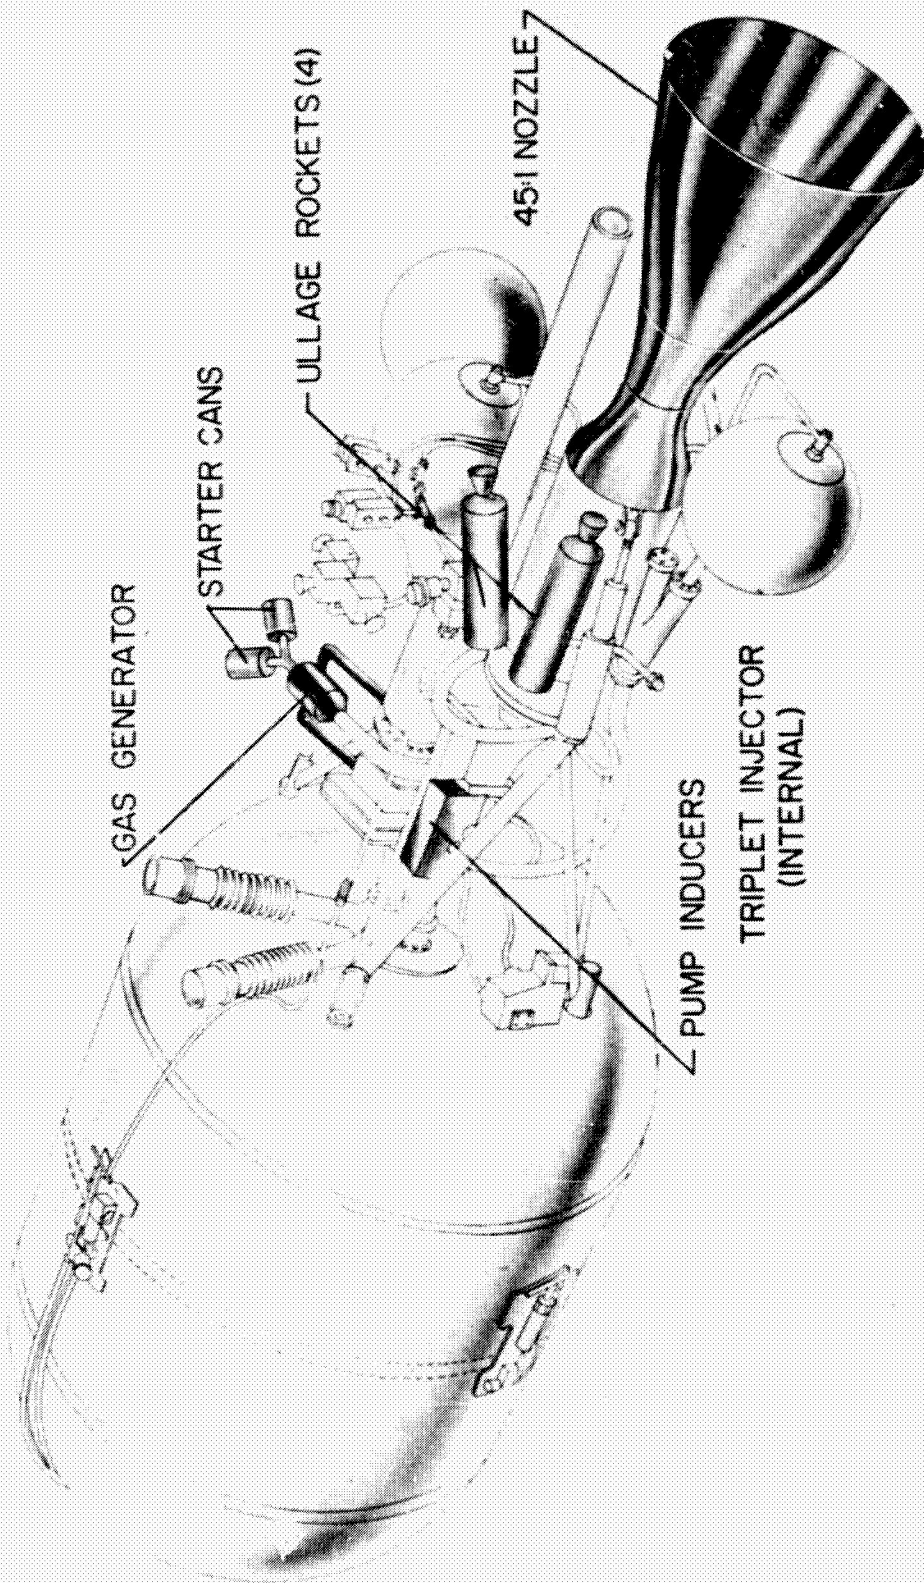 GAS GENERATOR
STARTER CANS
ULLAGE ROCKETS (4)
45:1 NOZZLE
PUMP INDUCERS
TRIPLET INJECTOR
(INTERNAL)